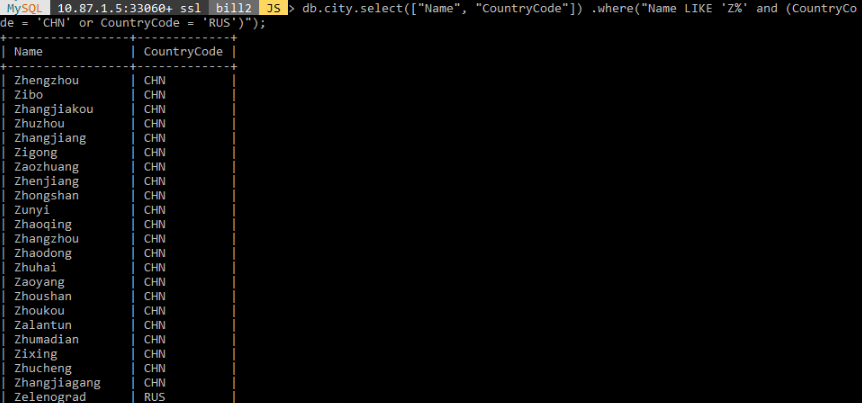 MySQL 10.87.1.5:33060+ ssl bill2 JS > db.city.select(["Name", "CountryCode"]) .where("Name LIKE 'Z%' and (CountryCo
de = 'CHN' or CountryCode = 'RUS')");
+-----------------+-------------+
| Name | CountryCode |
+-----------------+-------------+
| Zhengzhou | CHN |
| Zibo | CHN |
| Zhangjiakou | CHN |
| Zhuzhou | CHN |
| Zhangjiang | CHN |
| Zigong | CHN |
| Zaozhuang | CHN |
| Zhenjiang | CHN |
| Zhongshan | CHN |
| Zunyi | CHN |
| Zhaoqing | CHN |
| Zhangzhou | CHN |
| Zhaodong | CHN |
| Zhuhai | CHN |
| Zaoyang | CHN |
| Zhoushan | CHN |
| Zhoukou | CHN |
| Zalantun | CHN |
| Zhumadian | CHN |
| Zixing | CHN |
| Zhucheng | CHN |
| Zhangjiagang | CHN |
| Zelenograd | RUS |